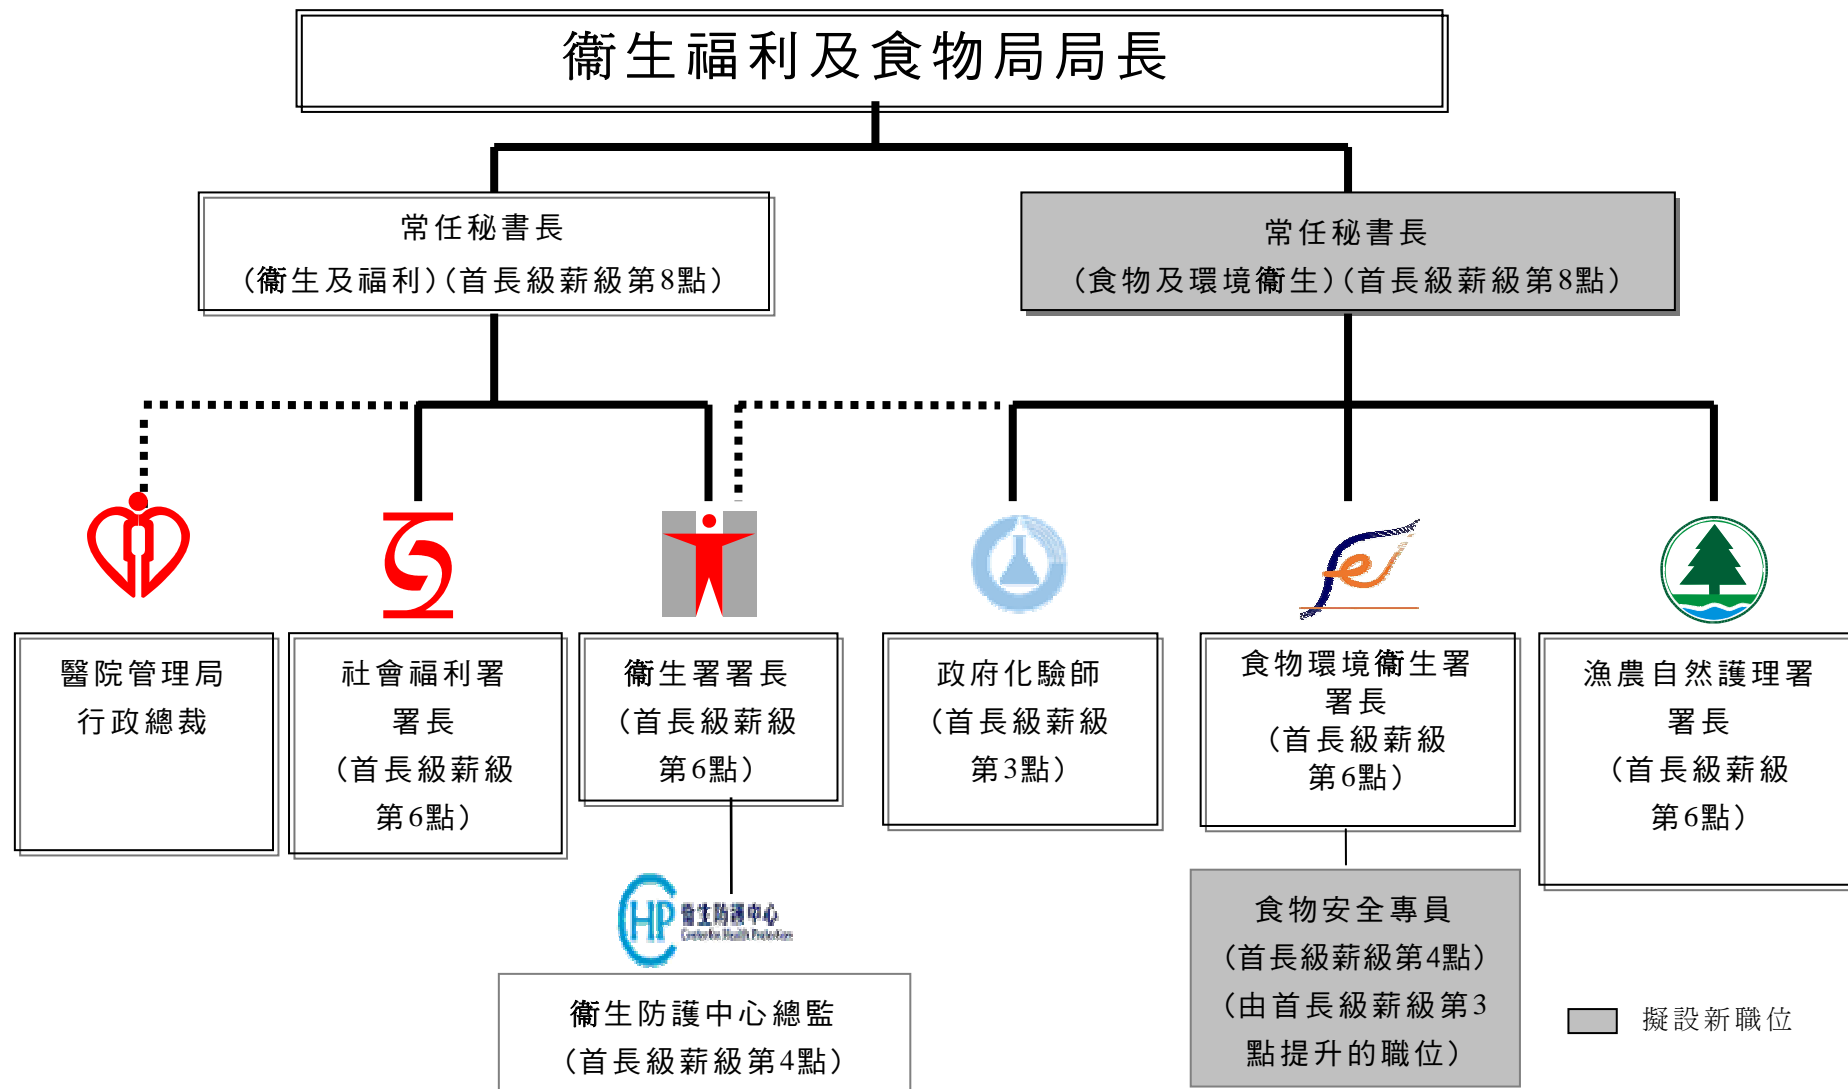 衞生福利及食物局局長
常任秘書長
(衞生及福利)(首長級薪級第8點)
常任秘書長
(食物及環境衞生)(首長級薪級第8點)
醫院管理局
行政總裁
社會福利署
署長
(首長級薪級
第6點)
衞生署署長
(首長級薪級
第6點)
政府化驗師
(首長級薪級
第3點)
食物環境衞生署
署長
(首長級薪級
第6點)
漁農自然護理署
署長
(首長級薪級
第6點)
CHP
衞生防護中心
Centre for Health Protection
衞生防護中心總監
(首長級薪級第4點)
食物安全專員
(首長級薪級第4點)
(由首長級薪級第3
點提升的職位)
擬設新職位